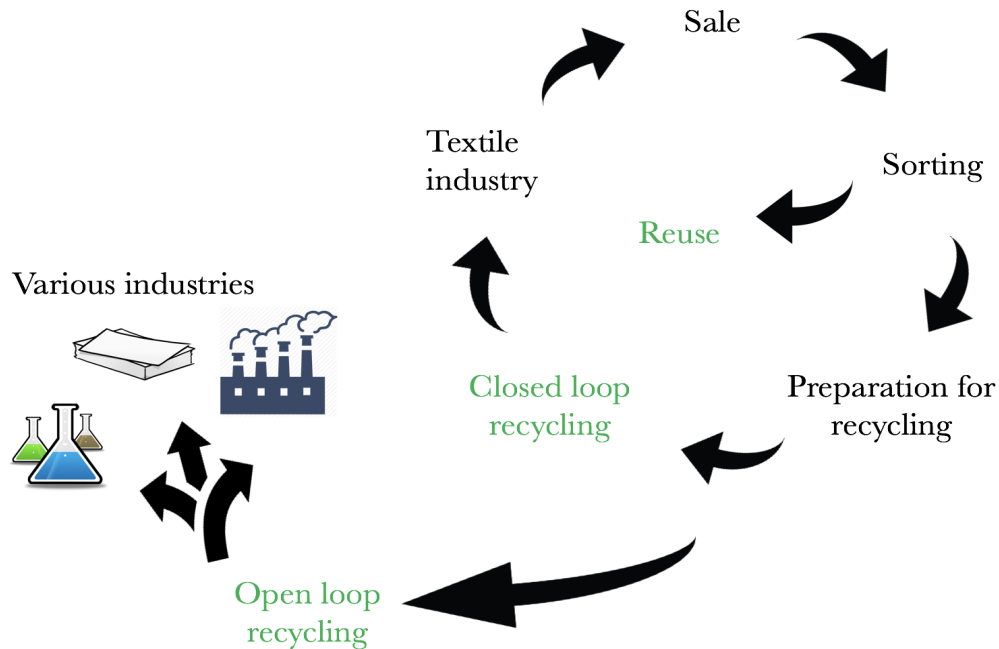 Sale
Textile
industry
Sorting
Reuse
Various industries
Closed loop
recycling
Preparation for
recycling
Open loop
recycling